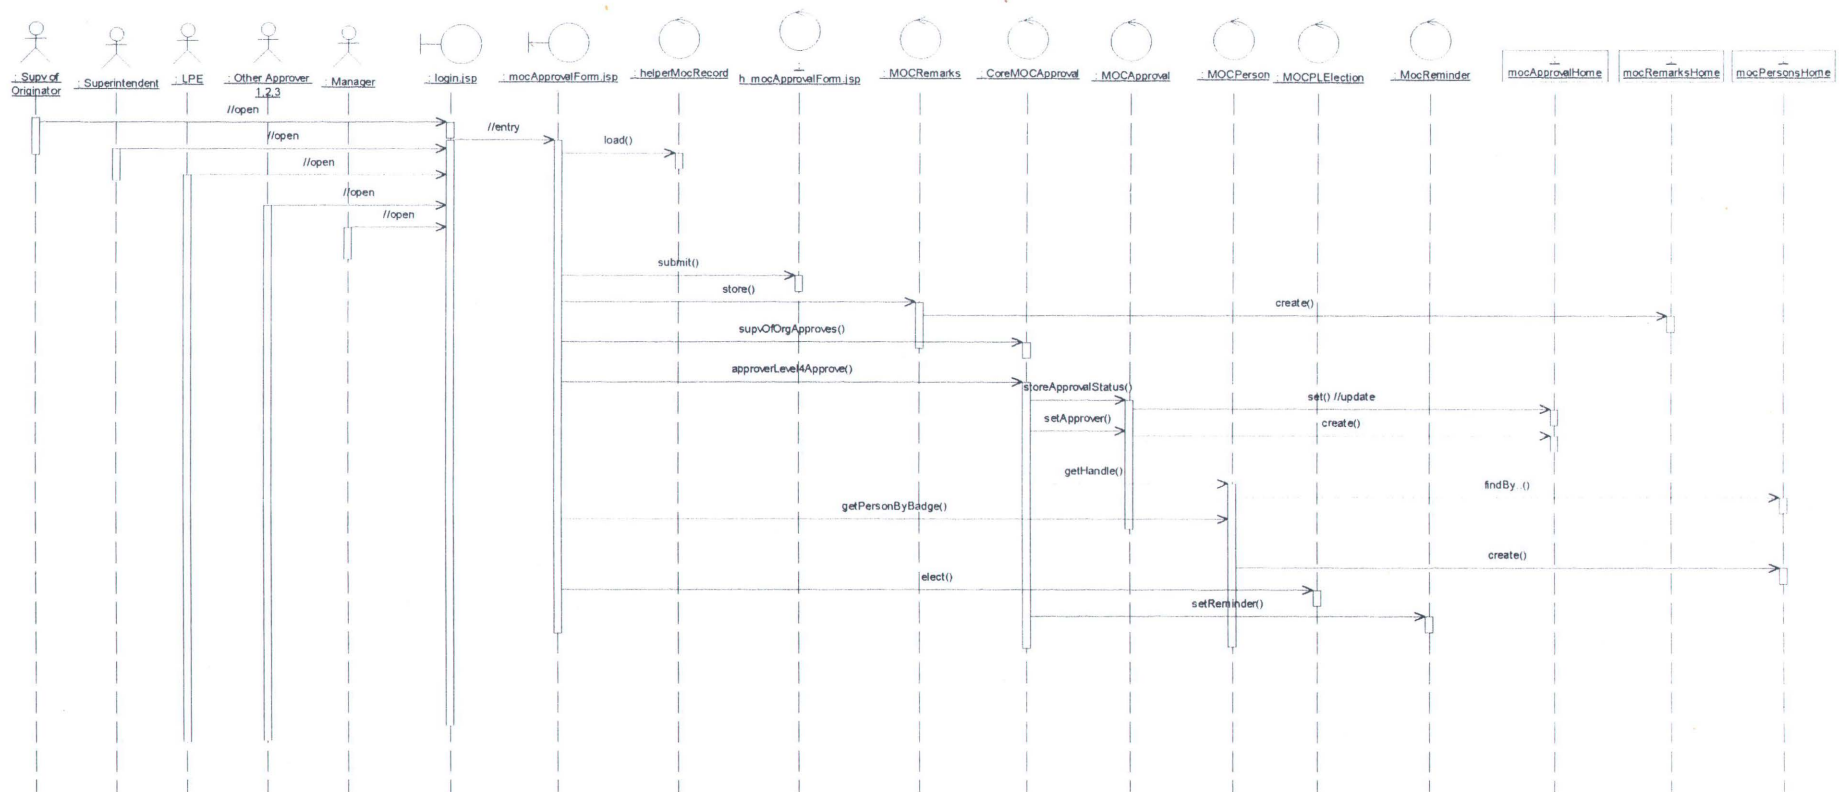 : Supv of
Originator
: Superintendent
: LPE
: Other Approver
1,2,3
: Manager
: login.jsp
: mocApprovalForm.jsp
: helperMocRecord
h_mocApprovalForm.jsp
: MOCRemarks
: CoreMOCApproval
: MOCApproval
: MOCPerson
: MOCPLElection
: MocReminder
mocApprovalHome
mocRemarksHome
mocPersonsHome
//open
//entry
//open
load()
//open
//open
//open
submit()
store()
create()
supvOfOrgApproves()
approverLevel4Approve()
storeApprovalStatus()
set() //update
setApprover()
create()
getHandle()
findBy..()
getPersonByBadge()
create()
elect()
setReminder()